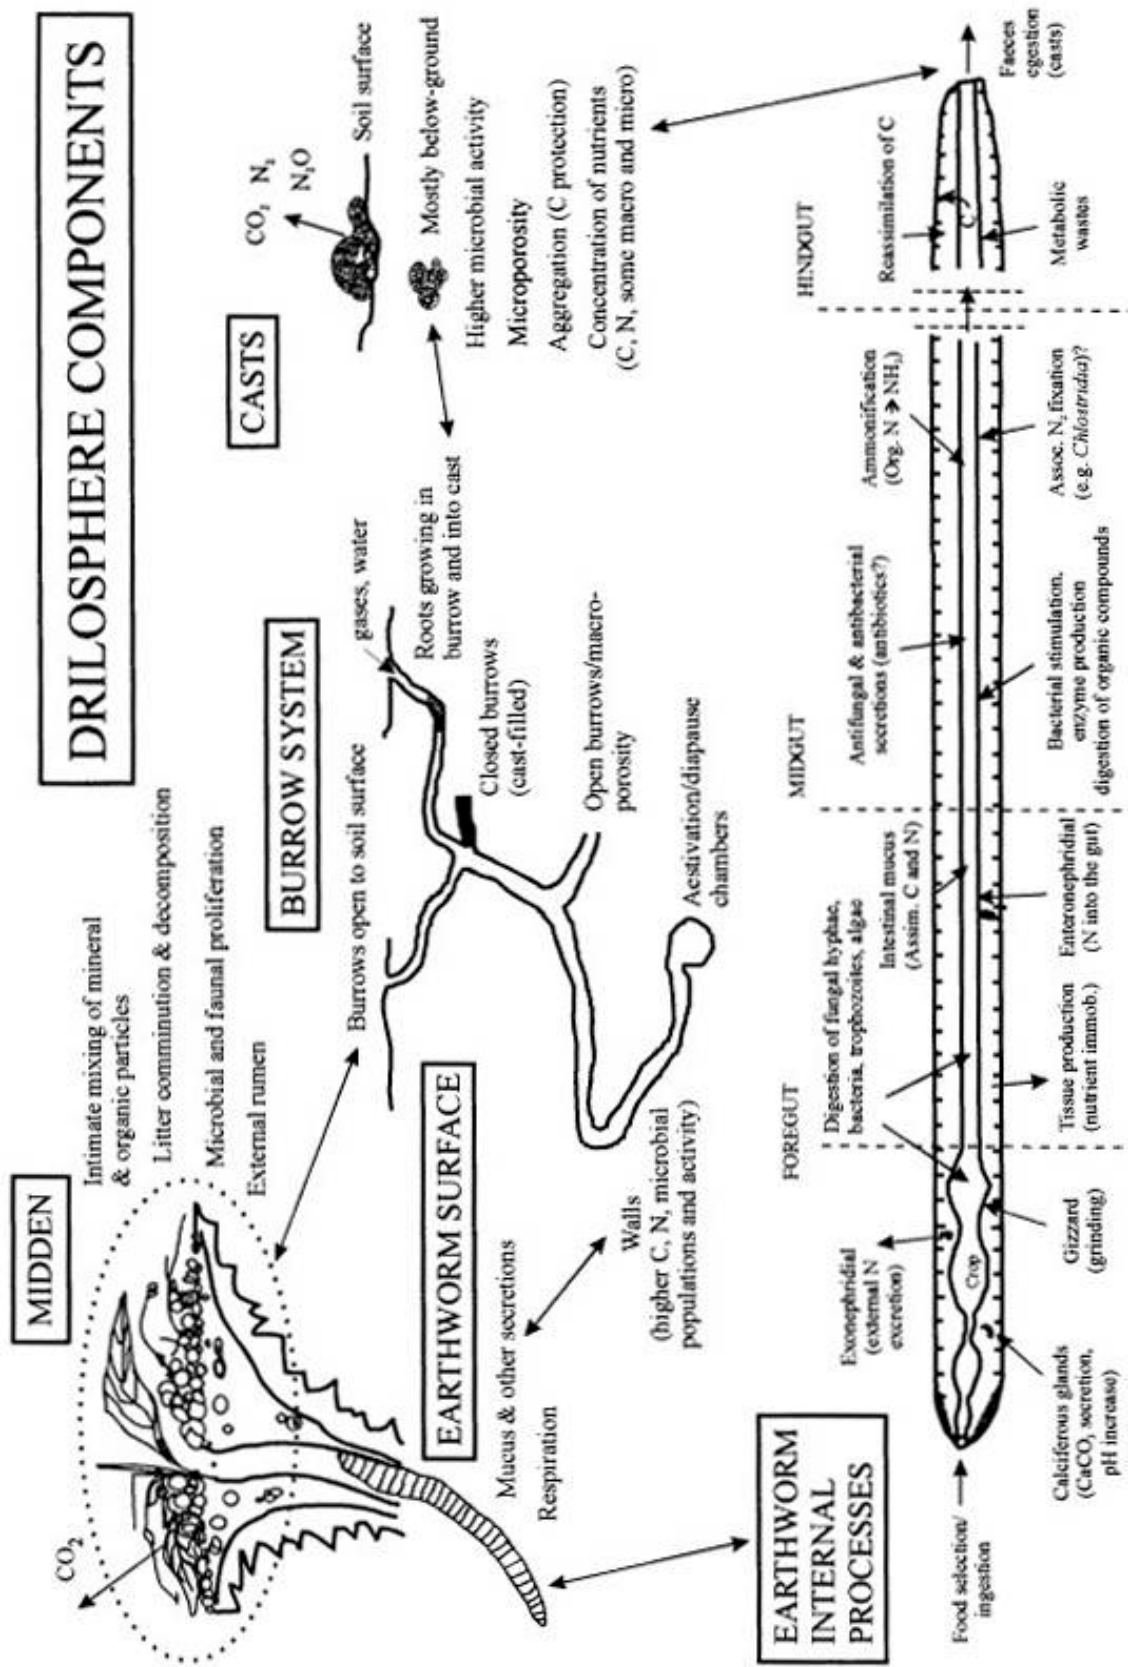 DRILOSPHERE COMPONENTS
MIDDEN
CO2
Intimate mixing of mineral
& organic particles
Litter comminution & decomposition
Microbial and faunal proliferation
External rumen
BURROW SYSTEM
Burrows open to soil surface
gases, water
Roots growing in
burrow and into cast
Closed burrows
(cast-filled)
Open burrows/macro-
porosity
Aestivation/diapause
chambers
CASTS
CO2 N2
N2O
Soil surface
Mostly below-ground
Higher microbial activity
Microporosity
Aggregation (C protection)
Concentration of nutrients
(C, N, some macro and micro)
EARTHWORM SURFACE
Mucus & other secretions
Respiration
Walls
(higher C, N, microbial
populations and activity)
EARTHWORM
INTERNAL
PROCESSES
FOREGUT
MIDGUT
HINDGUT
Exonephridial
(external N
excretion)
Digestion of fungal hyphae,
bacteria, trophozoites, algae
Intestinal mucus
(Assim. C and N)
Antifungal & antibacterial
secretions (antibiotics?)
Ammonification
(Org. N ➔ NH3)
Reassimilation of C
Food selection/
ingestion
Crop
C
Faeces
egestion
(casts)
Calciferous glands
(CaCO3 secretion,
pH increase)
Gizzard
(grinding)
Tissue production
(nutrient immob.)
Enteronephridial
(N into the gut)
Bacterial stimulation,
enzyme production
digestion of organic compounds
Assoc. N2 fixation
(e.g. Chlostridia)?
Metabolic
wastes